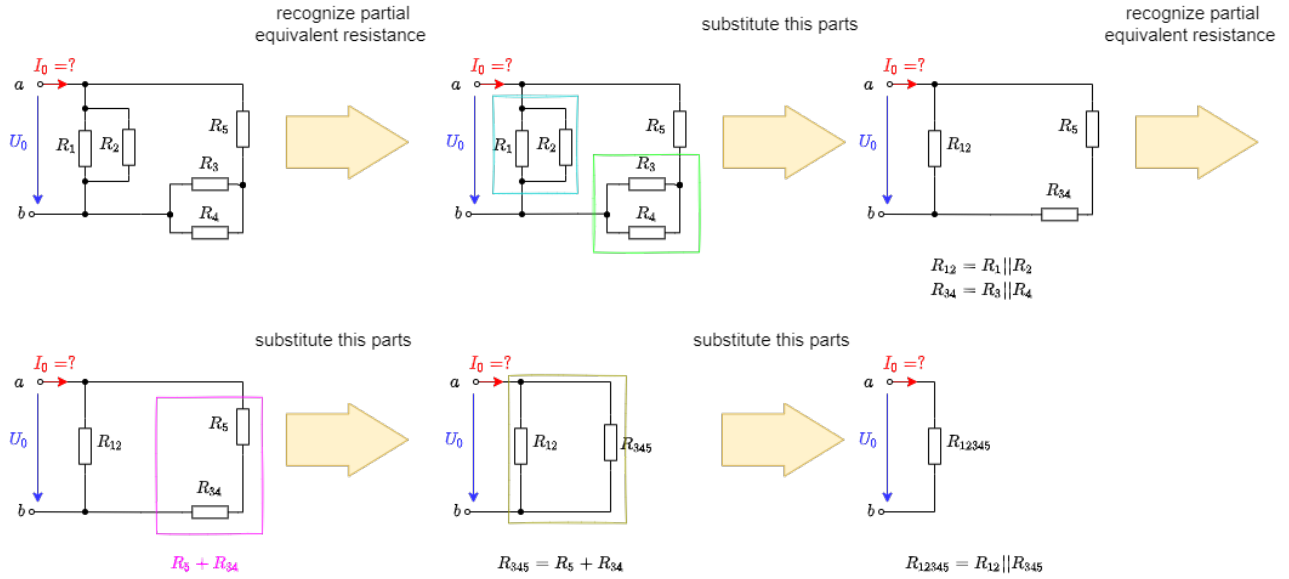 recognize partial
equivalent resistance
substitute this parts
recognize partial
equivalent resistance
I₀ =?
a
U₀
R₁
R₂
R₅
R₃
R₄
b
I₀ =?
a
U₀
R₁
R₂
R₅
R₃
R₄
b
I₀ =?
a
U₀
R₁₂
R₅
R₃₄
b
R₁₂ = R₁||R₂
R₃₄ = R₃||R₄
substitute this parts
substitute this parts
I₀ =?
a
U₀
R₁₂
R₅
R₃₄
b
R₅ + R₃₄
I₀ =?
a
U₀
R₁₂
R₃₄₅
b
R₃₄₅ = R₅ + R₃₄
I₀ =?
a
U₀
R₁₂₃₄₅
b
R₁₂₃₄₅ = R₁₂||R₃₄₅